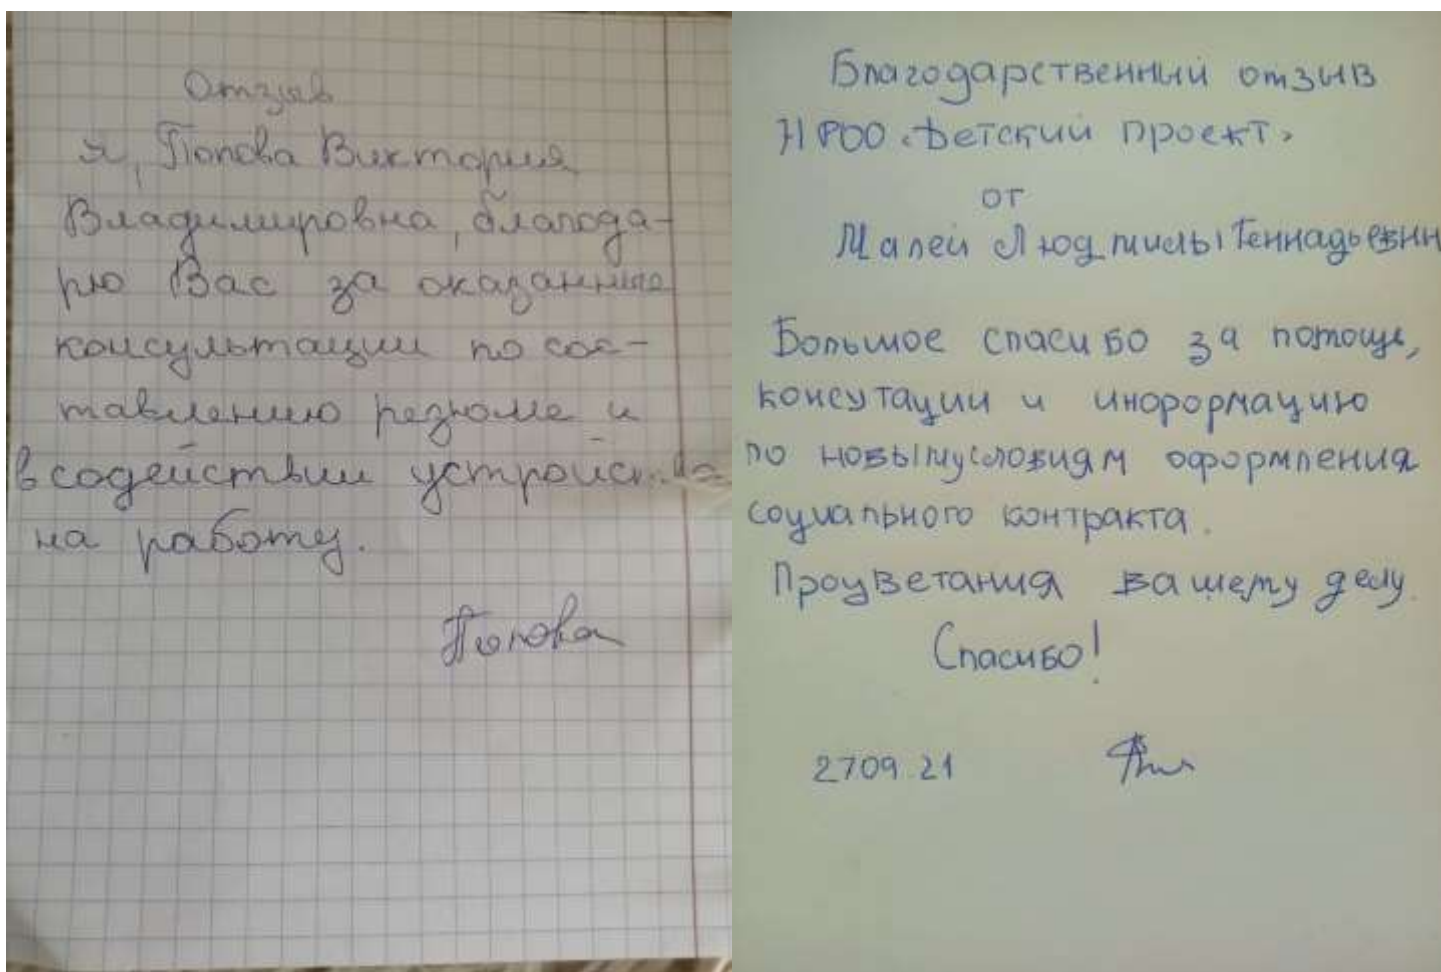 Отзыв
я, Попова Виктория
Владимировна, благода-
рю Вас за оказанные
консультации по сос-
тавлению резюме и
в содействии
на работу.
Попова
Благодарственный отзыв
НРОО «Детский проект»
от
Малей Людмилы Геннадьевны
Большое спасибо за помощь,
консутации и инорормацию
по новым условиям оформления
социального контракта.
Процветания вашему делу.
Спасибо!
27 09 21